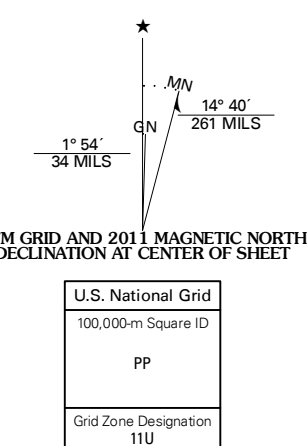 ★
MN
GN
1° 54´
34 MILS
14° 40´
261 MILS
M GRID AND 2011 MAGNETIC NORTH
DECLINATION AT CENTER OF SHEET
U.S. National Grid
100,000-m Square ID
PP
Grid Zone Designation
11U